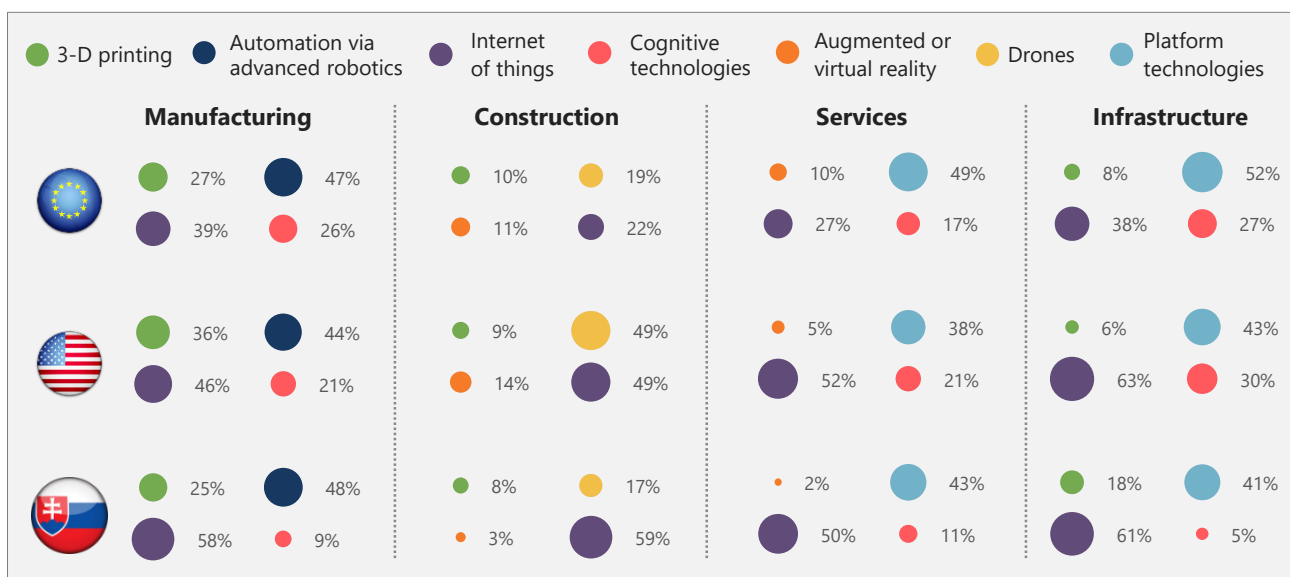 3-D printing
Automation via
advanced robotics
Internet
of things
Cognitive
technologies
Augmented or
virtual reality
Drones
Platform
technologies
Manufacturing Construction Services Infrastructure
27% 47% 10% 19% 10% 49% 8% 52%
39% 26% 11% 22% 27% 17% 38% 27%
36% 44% 9% 49% 5% 38% 6% 43%
46% 21% 14% 49% 52% 21% 63% 30%
25% 48% 8% 17% 2% 43% 18% 41%
58% 9% 3% 59% 50% 11% 61% 5%